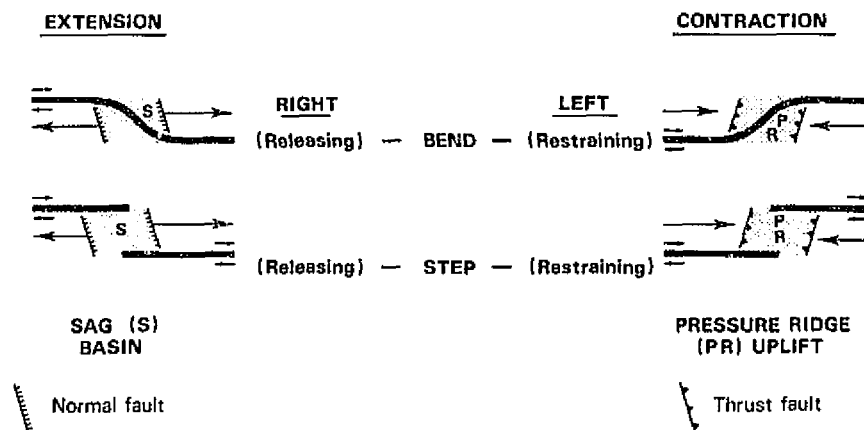 EXTENSION
CONTRACTION
S
RIGHT
LEFT
P
R
(Releasing) — BEND — (Restraining)
S
P
R
(Releasing) — STEP — (Restraining)
SAG (S)
BASIN
PRESSURE RIDGE
(PR) UPLIFT
Normal fault
Thrust fault